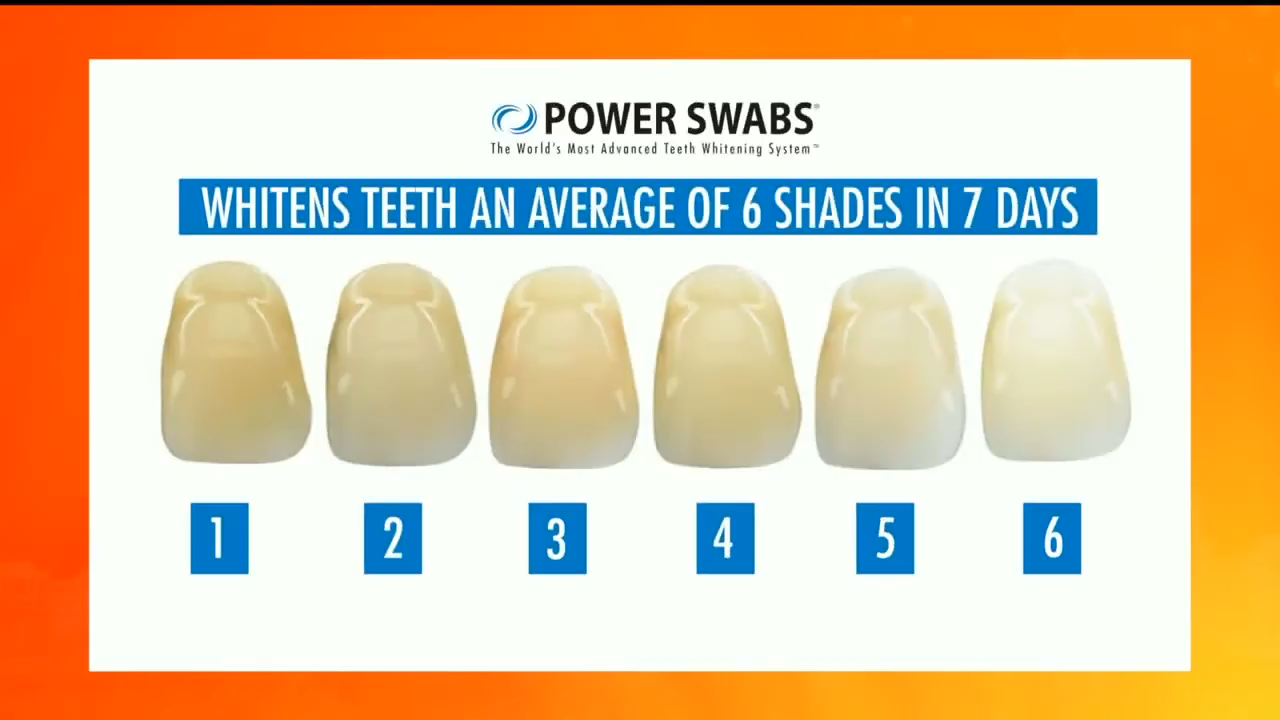 POWER SWABS®
The World's Most Advanced Teeth Whitening System™
WHITENS TEETH AN AVERAGE OF 6 SHADES IN 7 DAYS
1 2 3 4 5 6